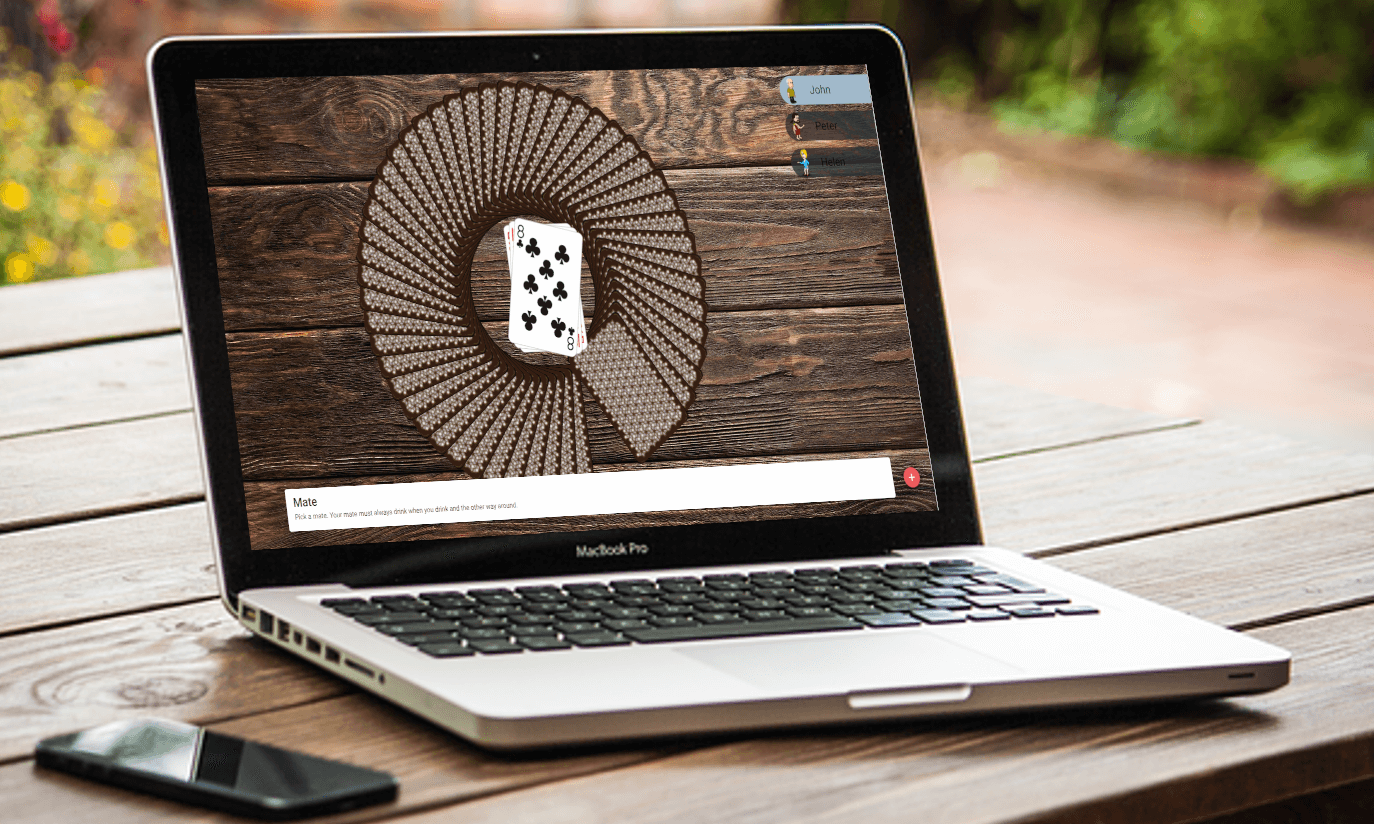 John
Peter
Helen
8
8
Mate
Pick a mate. Your mate must always drink when you drink and the other way around.
+
MacBook Pro